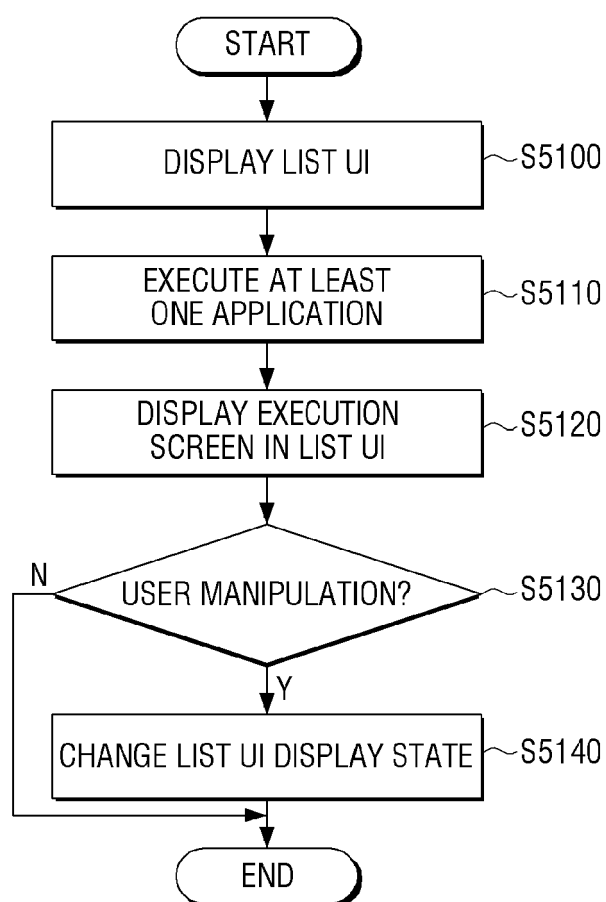 START
DISPLAY LIST UI
S5100
EXECUTE AT LEAST
ONE APPLICATION
S5110
DISPLAY EXECUTION
SCREEN IN LIST UI
S5120
N
USER MANIPULATION?
S5130
Y
CHANGE LIST UI DISPLAY STATE
S5140
END